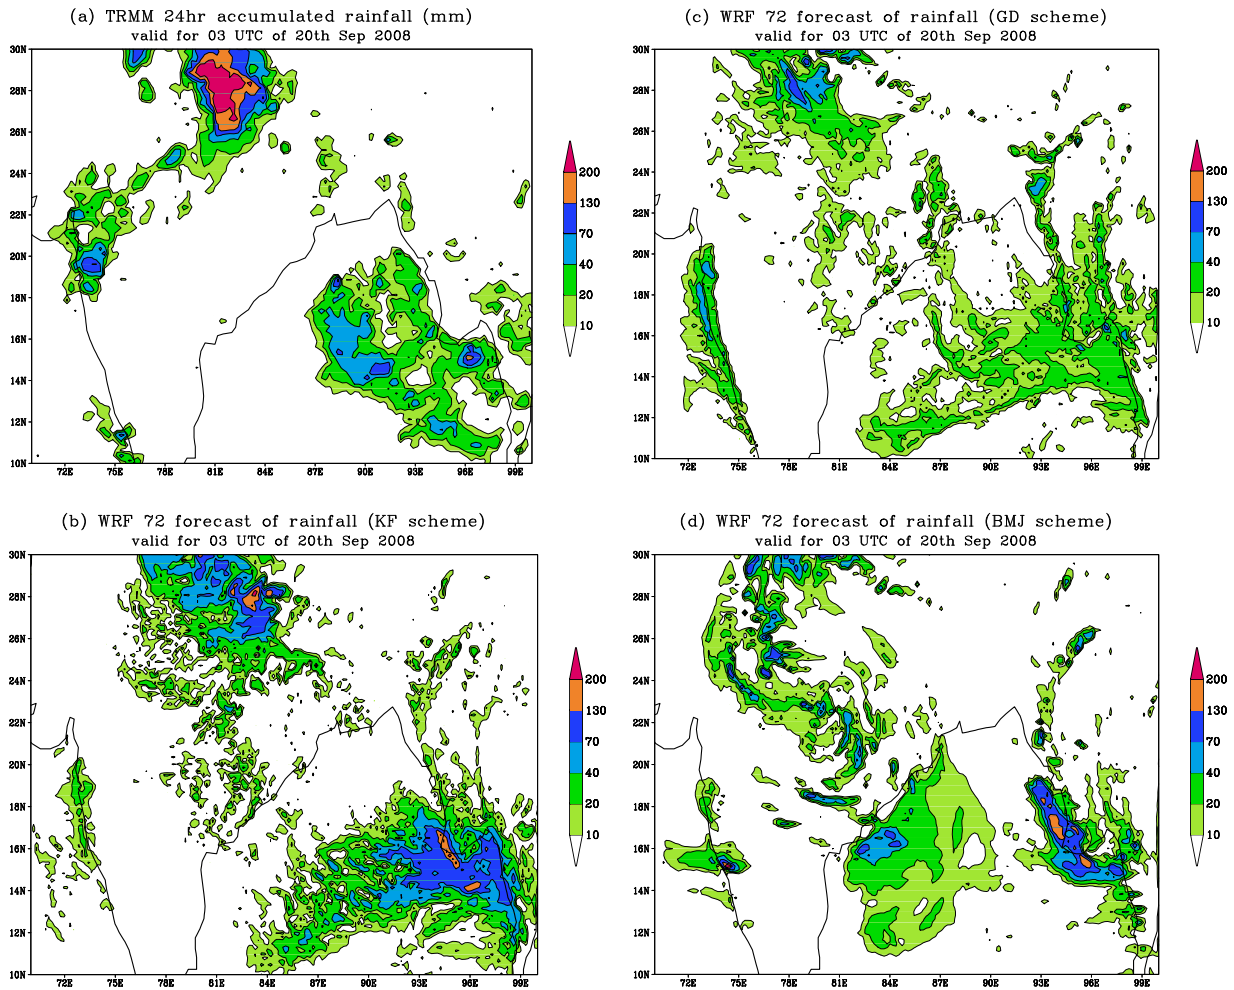 (a) TRMM 24hr accumulated rainfall (mm)
valid for 03 UTC of 20th Sep 2008
30N
28N
26N
24N
22N
20N
18N
16N
14N
12N
10N
72E 75E 78E 81E 84E 87E 90E 93E 96E 99E
200
130
70
40
20
10
(c) WRF 72 forecast of rainfall (GD scheme)
valid for 03 UTC of 20th Sep 2008
30N
28N
26N
24N
22N
20N
18N
16N
14N
12N
10N
72E 75E 78E 81E 84E 87E 90E 93E 96E 99E
200
130
70
40
20
10
(b) WRF 72 forecast of rainfall (KF scheme)
valid for 03 UTC of 20th Sep 2008
30N
28N
26N
24N
22N
20N
18N
16N
14N
12N
10N
72E 75E 78E 81E 84E 87E 90E 93E 96E 99E
200
130
70
40
20
10
(d) WRF 72 forecast of rainfall (BMJ scheme)
valid for 03 UTC of 20th Sep 2008
30N
28N
26N
24N
22N
20N
18N
16N
14N
12N
10N
72E 75E 78E 81E 84E 87E 90E 93E 96E 99E
200
130
70
40
20
10